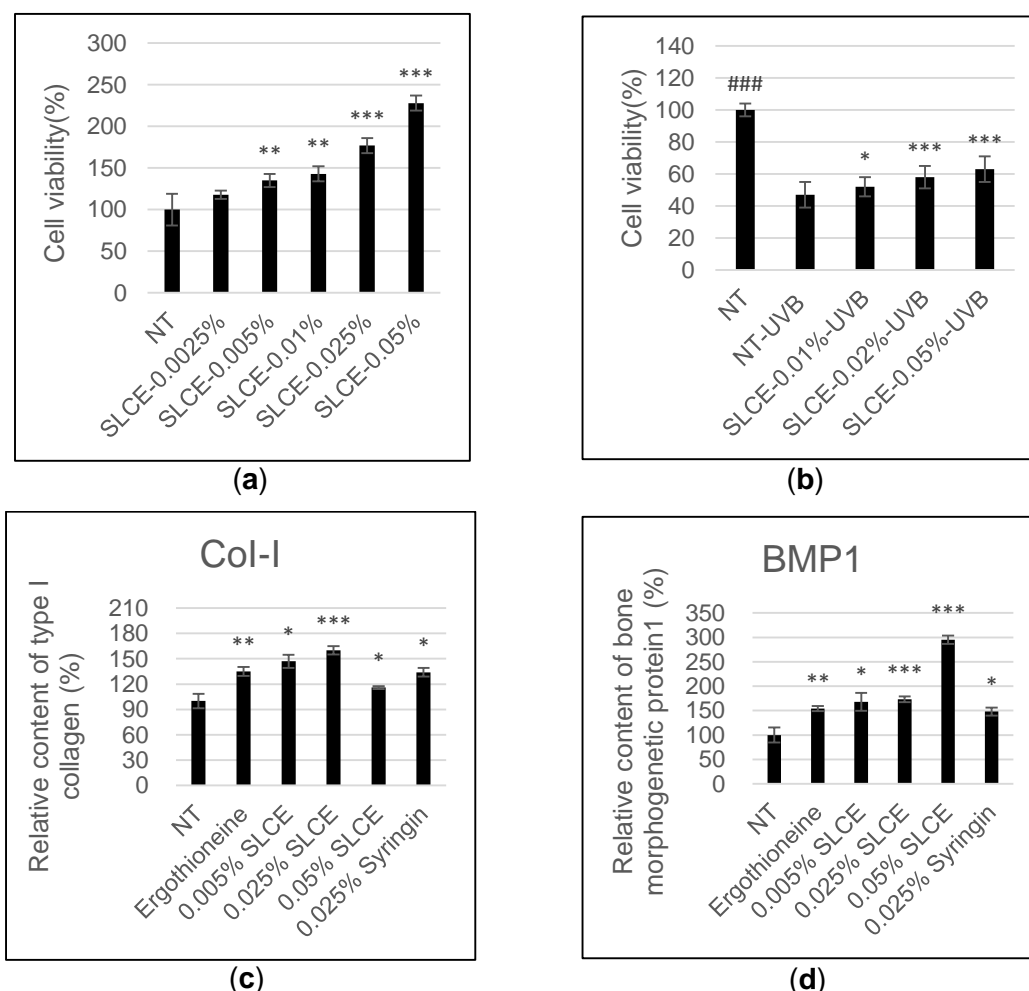 300
250
200
150
100
50
0
Cell viability(%)
**
**
***
***
NT
SLCE-0.0025%
SLCE-0.005%
SLCE-0.01%
SLCE-0.025%
SLCE-0.05%
(a)
140
120
100
80
60
40
20
0
Cell viability(%)
###
*
***
***
NT
NT-UVB
SLCE-0.01%-UVB
SLCE-0.02%-UVB
SLCE-0.05%-UVB
(b)
Col-I
Relative content of type I
collagen (%)
210
180
150
120
90
60
30
0
**
*
***
*
*
NT
Ergothioneine
0.005% SLCE
0.025% SLCE
0.05% SLCE
0.025% Syringin
(c)
BMP1
Relative content of bone
morphogenetic protein1 (%)
350
300
250
200
150
100
50
0
**
*
***
***
*
NT
Ergothioneine
0.005% SLCE
0.025% SLCE
0.05% SLCE
0.025% Syringin
(d)